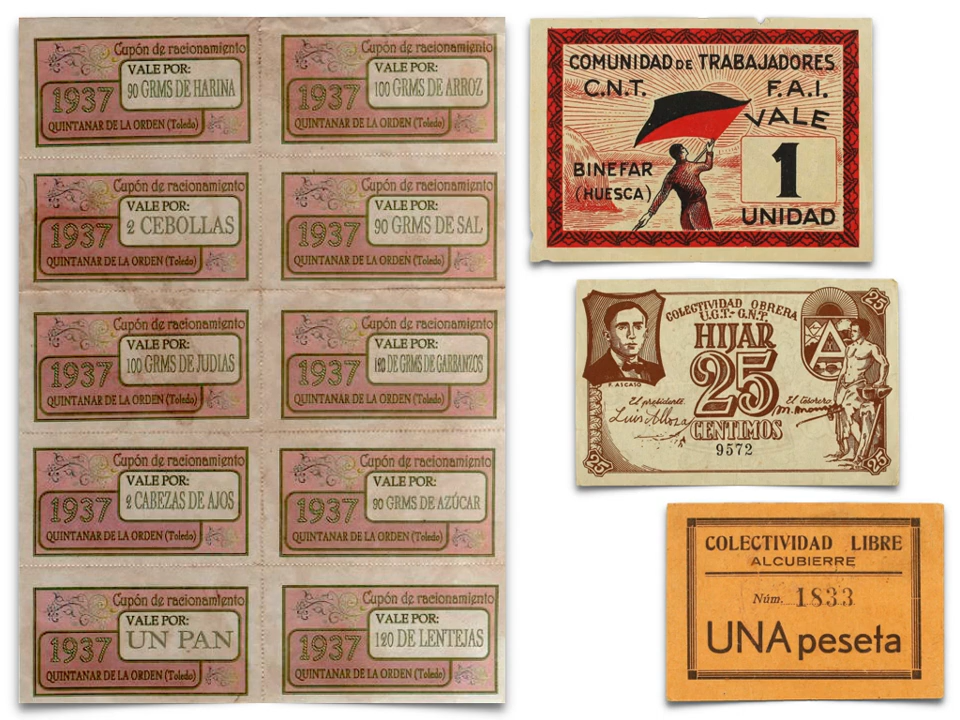 Cupón de racionamiento
VALE POR:
90 GRMS DE HARINA
1937
QUINTANAR DE LA ORDEN (Toledo)
Cupón de racionamiento
VALE POR:
100 GRMS DE ARROZ
1937
QUINTANAR DE LA ORDEN (Toledo)
Cupón de racionamiento
VALE POR:
2 CEBOLLAS
1937
QUINTANAR DE LA ORDEN (Toledo)
Cupón de racionamiento
VALE POR:
90 GRMS DE SAL
1937
QUINTANAR DE LA ORDEN (Toledo)
Cupón de racionamiento
VALE POR:
100 GRMS DE JUDIAS
1937
QUINTANAR DE LA ORDEN (Toledo)
Cupón de racionamiento
VALE POR:
120 DE GRMS DE GARBANZOS
1937
QUINTANAR DE LA ORDEN (Toledo)
Cupón de racionamiento
VALE POR:
2 CABEZAS DE AJOS
1937
QUINTANAR DE LA ORDEN (Toledo)
Cupón de racionamiento
VALE POR:
90 GRMS DE AZÚCAR
1937
QUINTANAR DE LA ORDEN (Toledo)
Cupón de racionamiento
VALE POR:
UN PAN
1937
QUINTANAR DE LA ORDEN (Toledo)
Cupón de racionamiento
VALE POR:
120 DE LENTEJAS
1937
QUINTANAR DE LA ORDEN (Toledo)
COMUNIDAD DE TRABAJADORES
C.N.T. F.A.I.
VALE
1
UNIDAD
BINEFAR
(HUESCA)
COLECTIVIDAD OBRERA
U.G.T.-C.N.T.
HIJAR
25
CENTIMOS
9572
25
25
25
F. ASCASO
El presidente
Luis Allosa
El tesorero
COLECTIVIDAD LIBRE
ALCUBIERRE
Núm. 1833
UNA peseta